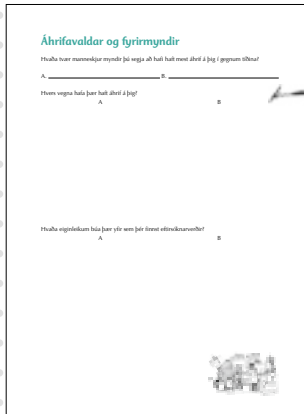 Áhrifavaldar og fyrirmyndir
Hvaða tvær manneskjur myndir þú segja að hafi haft mest áhrif á þig í gegnum tíðina?
A. B.
Hvers vegna hafa þær haft áhrif á þig?
A B
Hvaða eiginleikum búa þær yfir sem þér finnst eftirsóknarverðir?
A B